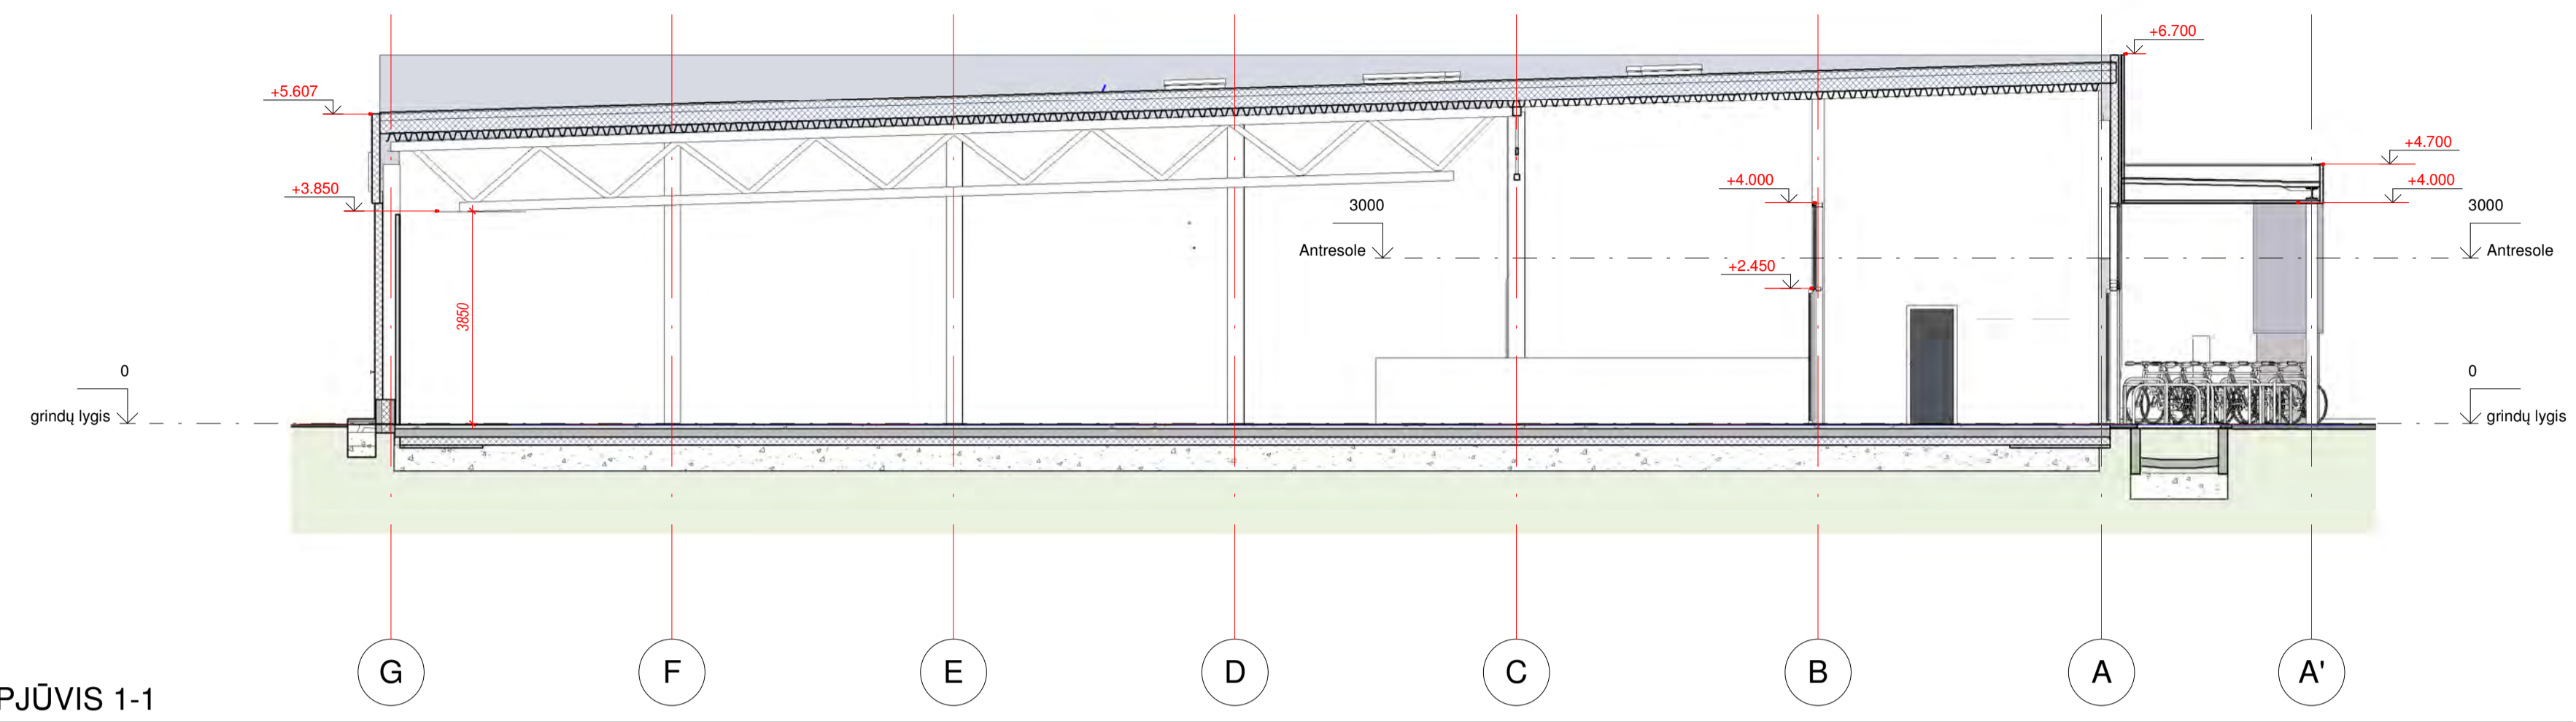 +6.700
+5.607
+4.700
+3.850
+4.000
+4.000
3000
3000
Antresole
Antresole
+2.450
3850
0
0
grindų lygis
grindų lygis
G F E D C B A A'
PJŪVIS 1-1